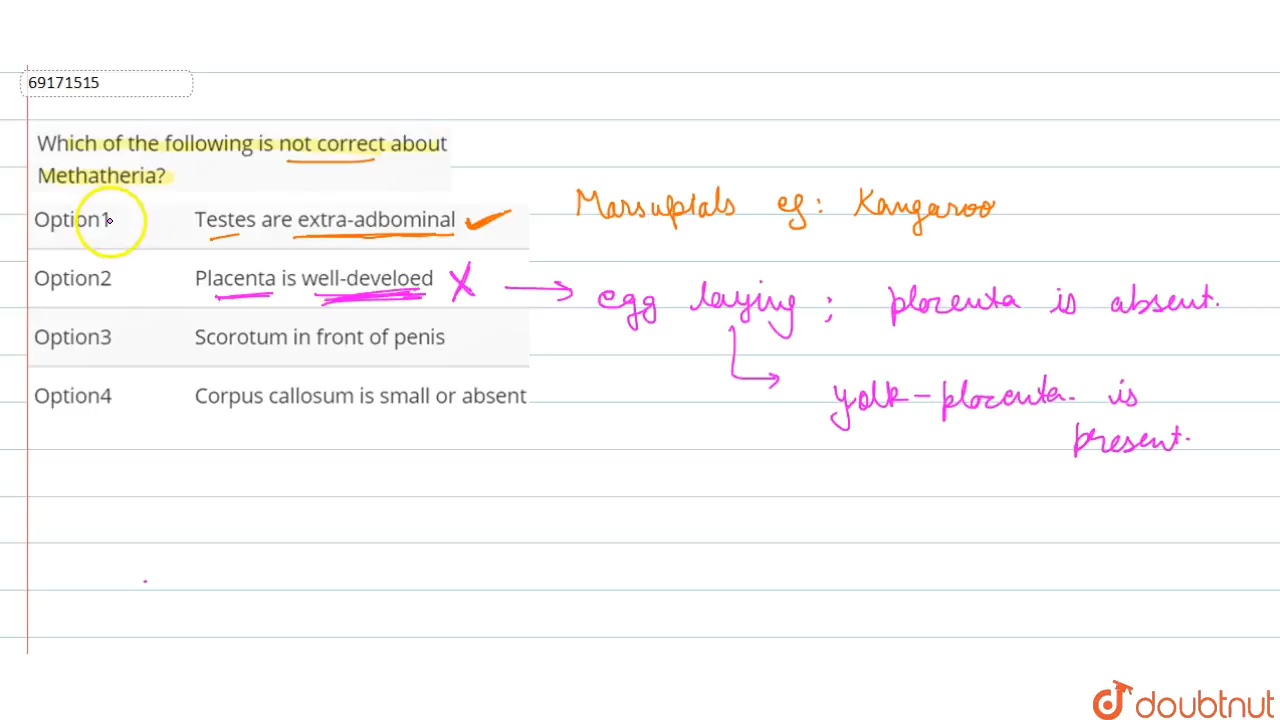 69171515
Which of the following is not correct about
Methatheria?
Option1 Testes are extra-adbominal
Option2 Placenta is well-develoed
Option3 Scorotum in front of penis
Option4 Corpus callosum is small or absent
Marsupials eg: Kangaroo
X → egg laying; placenta is absent.
yolk-placenta is
present.
doubtnut